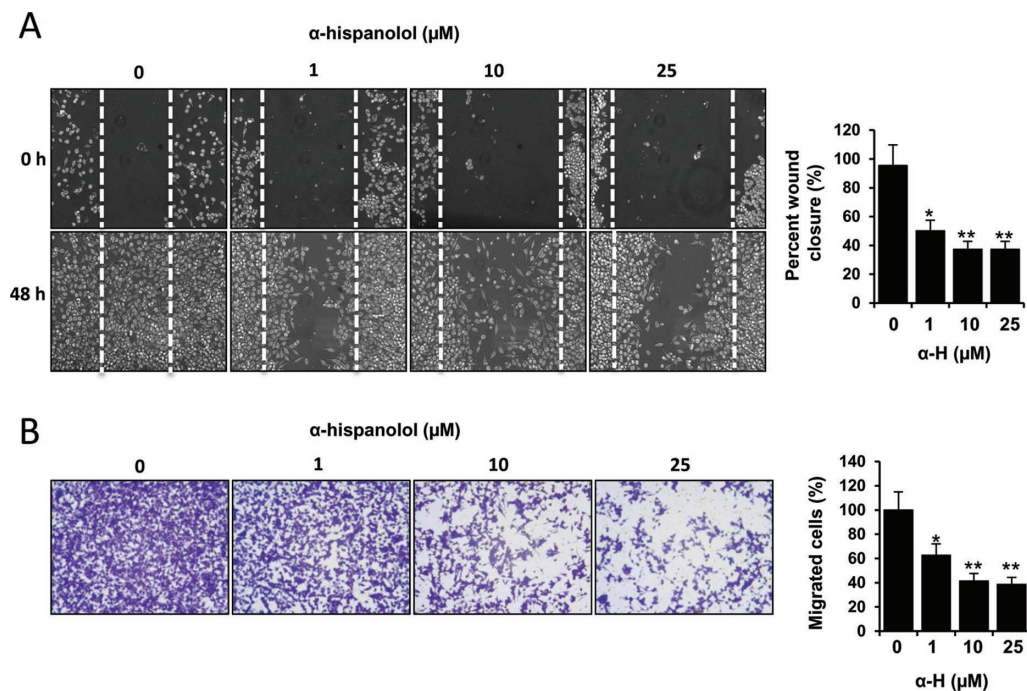 A
α-hispanolol (µM)
0 1 10 25
0 h
48 h
Percent wound
closure (%)
120
100
80
60
40
20
0
*
**
**
0 1 10 25
α-H (µM)
B
α-hispanolol (µM)
0 1 10 25
Migrated cells (%)
140
120
100
80
60
40
20
0
*
**
**
0 1 10 25
α-H (µM)